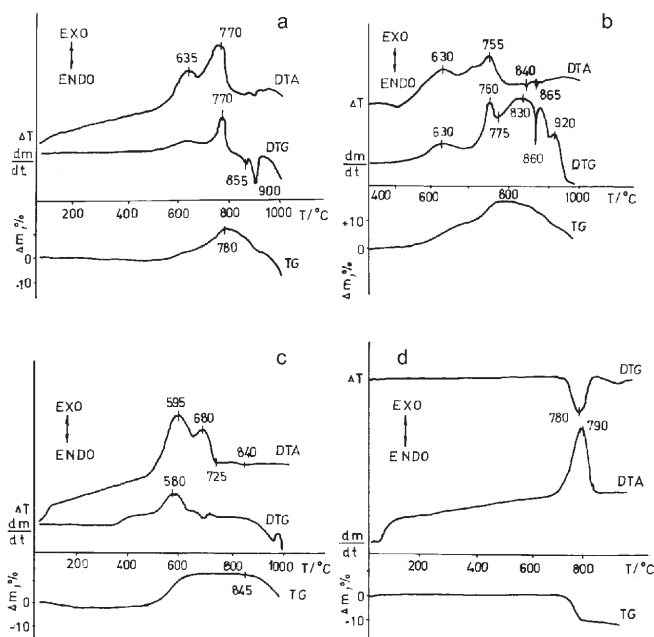 a
EXO
ENDO
635
770
DTA
770
ΔT
dm
dt
DTG
855
900
200
400
600
800
1000
T/°C
Δm,%
0
-10
780
TG
b
EXO
ENDO
630
755
840
865
DTA
ΔT
dm
dt
630
760
775
830
860
920
DTG
400
600
800
1000
T/°C
+10
0
Δm,%
TG
c
EXO
ENDO
595
680
725
840
DTA
ΔT
dm
dt
580
DTG
200
400
600
800
1000
T/°C
Δm,%
0
-10
845
TG
d
ΔT
DTG
EXO
ENDO
780
790
DTA
dm
dt
200
400
600
800
T/°C
Δm,%
0
-10
TG